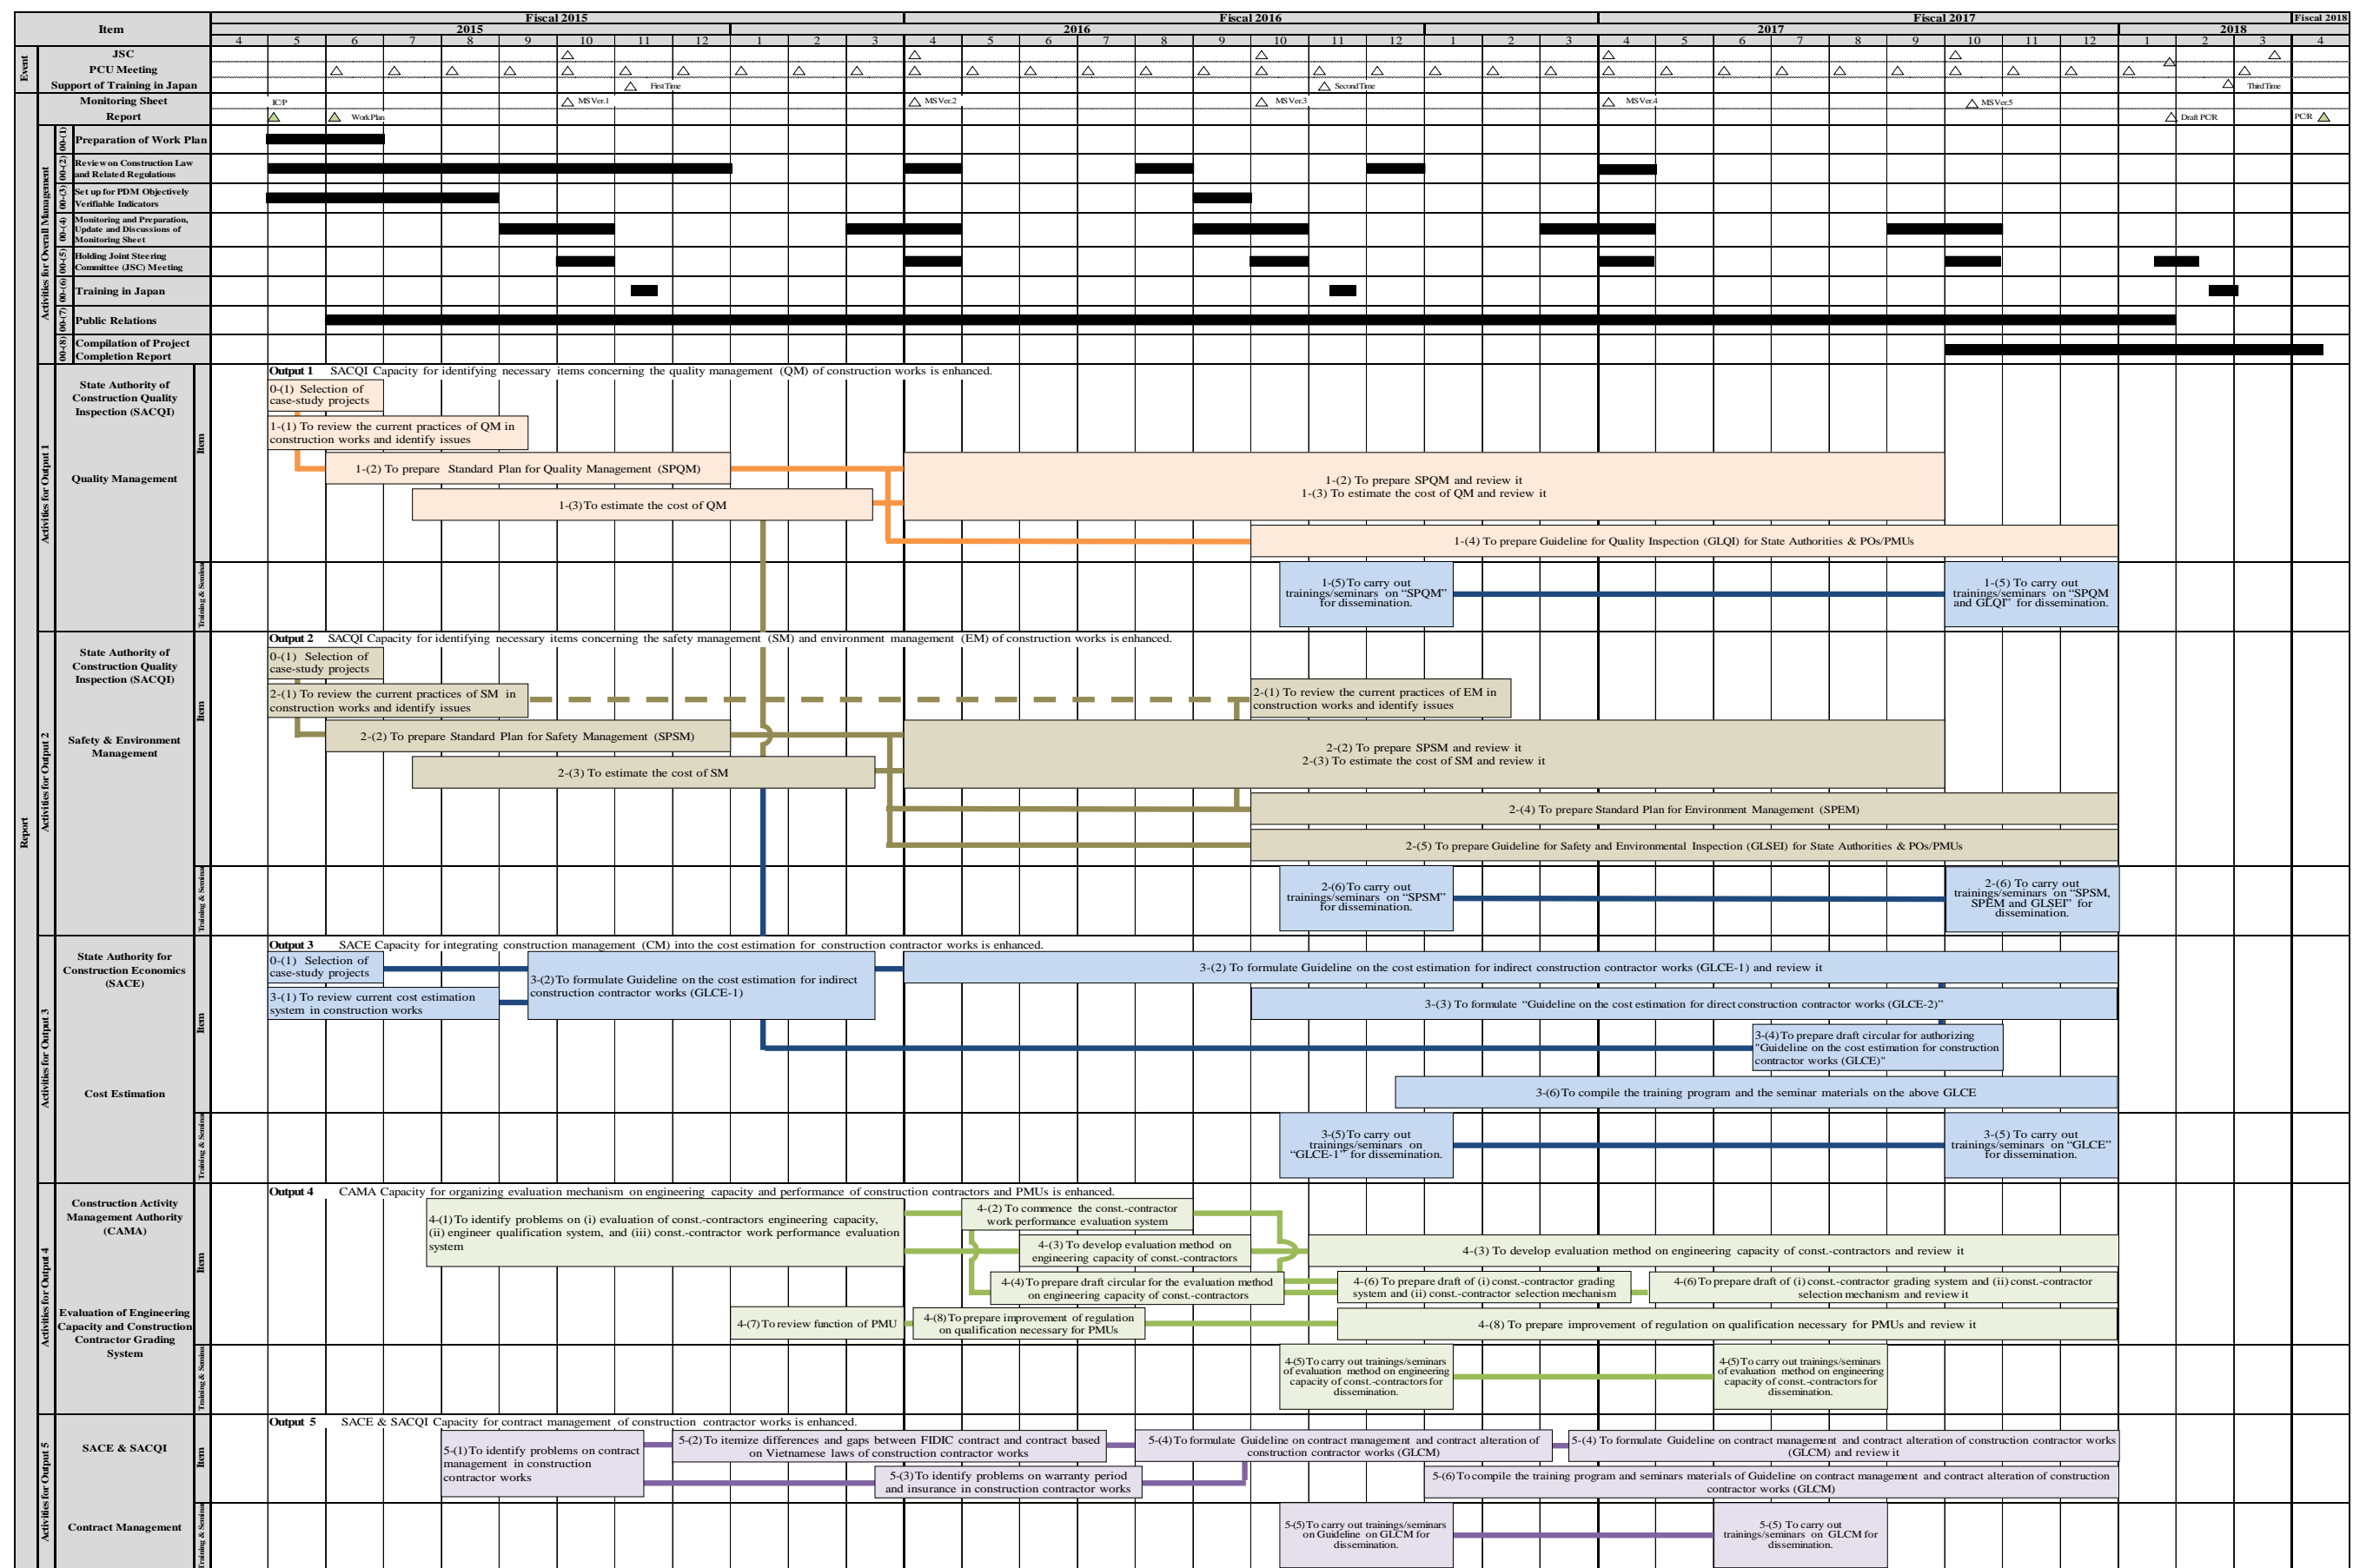 Item
Fiscal 2015
Fiscal 2016
Fiscal 2017
Fiscal 2018
2015
2016
2017
2018
4 5 6 7 8 9 10 11 12 1 2 3 4 5 6 7 8 9 10 11 12 1 2 3 4 5 6 7 8 9 10 11 12 1 2 3 4
Event
JSC
PCU Meeting
Support of Training in Japan
First Time
Second Time
Third Time
Report
Monitoring Sheet
IC/P
MS Ver.1
MS Ver.2
MS Ver.3
MS Ver.4
MS Ver.5
Report
Work Plan
Draft PC/R
PC/R
Activities for Overall Management
00-(1) Preparation of Work Plan
00-(2) Review on Construction Law
and Related Regulations
00-(3) Set up for PDM Objectively
Verifiable Indicators
00-(4) Monitoring and Preparation,
Update and Discussions of
Monitoring Sheet
00-(5) Holding Joint Steering
Committee (JSC) Meeting
00-(6) Training in Japan
00-(7) Public Relations
00-(8) Compilation of Project
Completion Report
Activities for Output 1
State Authority of
Construction Quality
Inspection (SACQI)
Quality Management
Item
Training & Seminar
Output 1 SACQI Capacity for identifying necessary items concerning the quality management (QM) of construction works is enhanced.
0-(1) Selection of
case-study projects
1-(1) To review the current practices of QM in
construction works and identify issues
1-(2) To prepare Standard Plan for Quality Management (SPQM)
1-(3) To estimate the cost of QM
1-(2) To prepare SPQM and review it
1-(3) To estimate the cost of QM and review it
1-(4) To prepare Guideline for Quality Inspection (GLQI) for State Authorities & POs/PMUs
1-(5) To carry out
trainings/seminars on “SPQM”
for dissemination.
1-(5) To carry out
trainings/seminars on “SPQM
and GLQI” for dissemination.
Activities for Output 2
State Authority of
Construction Quality
Inspection (SACQI)
Safety & Environment
Management
Item
Training & Seminar
Output 2 SACQI Capacity for identifying necessary items concerning the safety management (SM) and environment management (EM) of construction works is enhanced.
0-(1) Selection of
case-study projects
2-(1) To review the current practices of SM in
construction works and identify issues
2-(1) To review the current practices of EM in
construction works and identify issues
2-(2) To prepare Standard Plan for Safety Management (SPSM)
2-(3) To estimate the cost of SM
2-(2) To prepare SPSM and review it
2-(3) To estimate the cost of SM and review it
2-(4) To prepare Standard Plan for Environment Management (SPEM)
2-(5) To prepare Guideline for Safety and Environmental Inspection (GLSEI) for State Authorities & POs/PMUs
2-(6) To carry out
trainings/seminars on “SPSM”
for dissemination.
2-(6) To carry out
trainings/seminars on “SPSM,
SPEM and GLSEI” for
dissemination.
Activities for Output 3
State Authority for
Construction Economics
(SACE)
Cost Estimation
Item
Training & Seminar
Output 3 SACE Capacity for integrating construction management (CM) into the cost estimation for construction contractor works is enhanced.
0-(1) Selection of
case-study projects
3-(1) To review current cost estimation
system in construction works
3-(2) To formulate Guideline on the cost estimation for indirect
construction contractor works (GLCE-1)
3-(2) To formulate Guideline on the cost estimation for indirect construction contractor works (GLCE-1) and review it
3-(3) To formulate “Guideline on the cost estimation for direct construction contractor works (GLCE-2)”
3-(4) To prepare draft circular for authorizing
"Guideline on the cost estimation for construction
contractor works (GLCE)"
3-(6) To compile the training program and the seminar materials on the above GLCE
3-(5) To carry out
trainings/seminars on
“GLCE-1” for dissemination.
3-(5) To carry out
trainings/seminars on “GLCE”
for dissemination.
Activities for Output 4
Construction Activity
Management Authority
(CAMA)
Evaluation of Engineering
Capacity and Construction
Contractor Grading
System
Item
Training & Seminar
Output 4 CAMA Capacity for organizing evaluation mechanism on engineering capacity and performance of construction contractors and PMUs is enhanced.
4-(1) To identify problems on (i) evaluation of const.-contractors engineering capacity,
(ii) engineer qualification system, and (iii) const.-contractor work performance evaluation
system
4-(2) To commence the const.-contractor
work performance evaluation system
4-(3) To develop evaluation method on
engineering capacity of const.-contractors
4-(3) To develop evaluation method on engineering capacity of const.-contractors and review it
4-(4) To prepare draft circular for the evaluation method
on engineering capacity of const.-contractors
4-(6) To prepare draft of (i) const.-contractor grading
system and (ii) const.-contractor selection mechanism
4-(6) To prepare draft of (i) const.-contractor grading system and (ii) const.-contractor
selection mechanism and review it
4-(7) To review function of PMU
4-(8) To prepare improvement of regulation
on qualification necessary for PMUs
4-(8) To prepare improvement of regulation on qualification necessary for PMUs and review it
4-(5) To carry out trainings/seminars
of evaluation method on engineering
capacity of const.-contractors for
dissemination.
4-(5) To carry out trainings/seminars
of evaluation method on engineering
capacity of const.-contractors for
dissemination.
Activities for Output 5
SACE & SACQI
Contract Management
Item
Training & Seminar
Output 5 SACE & SACQI Capacity for contract management of construction contractor works is enhanced.
5-(1) To identify problems on contract
management in construction
contractor works
5-(2) To itemize differences and gaps between FIDIC contract and contract based
on Vietnamese laws of construction contractor works
5-(3) To identify problems on warranty period
and insurance in construction contractor works
5-(4) To formulate Guideline on contract management and contract alteration of
construction contractor works (GLCM)
5-(4) To formulate Guideline on contract management and contract alteration of construction contractor works
(GLCM) and review it
5-(6) To compile the training program and seminars materials of Guideline on contract management and contract alteration of construction
contractor works (GLCM)
5-(5) To carry out trainings/seminars
on Guideline on GLCM for
dissemination.
5-(5) To carry out
trainings/seminars on GLCM for
dissemination.